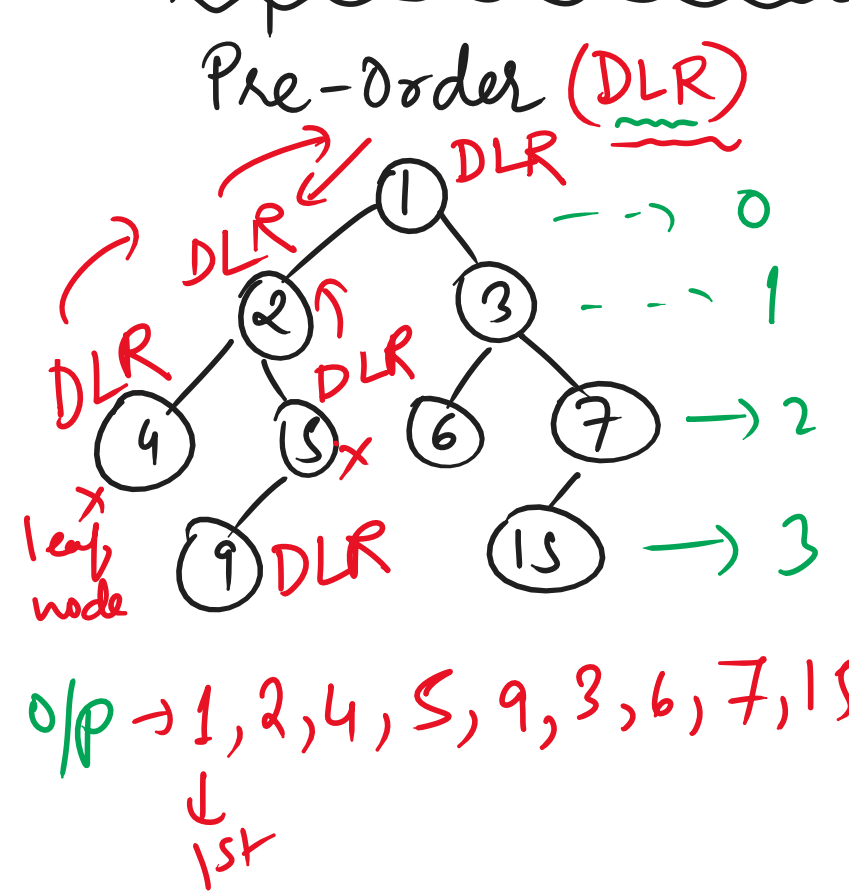 Pre-Order (DLR)
1 DLR
DLR 0
2 3 1
DLR DLR
4 5 x 6 7 → 2
x
leaf 9 DLR 15 → 3
node
o/p → 1, 2, 4, 5, 9, 3, 6, 7, 15
1st